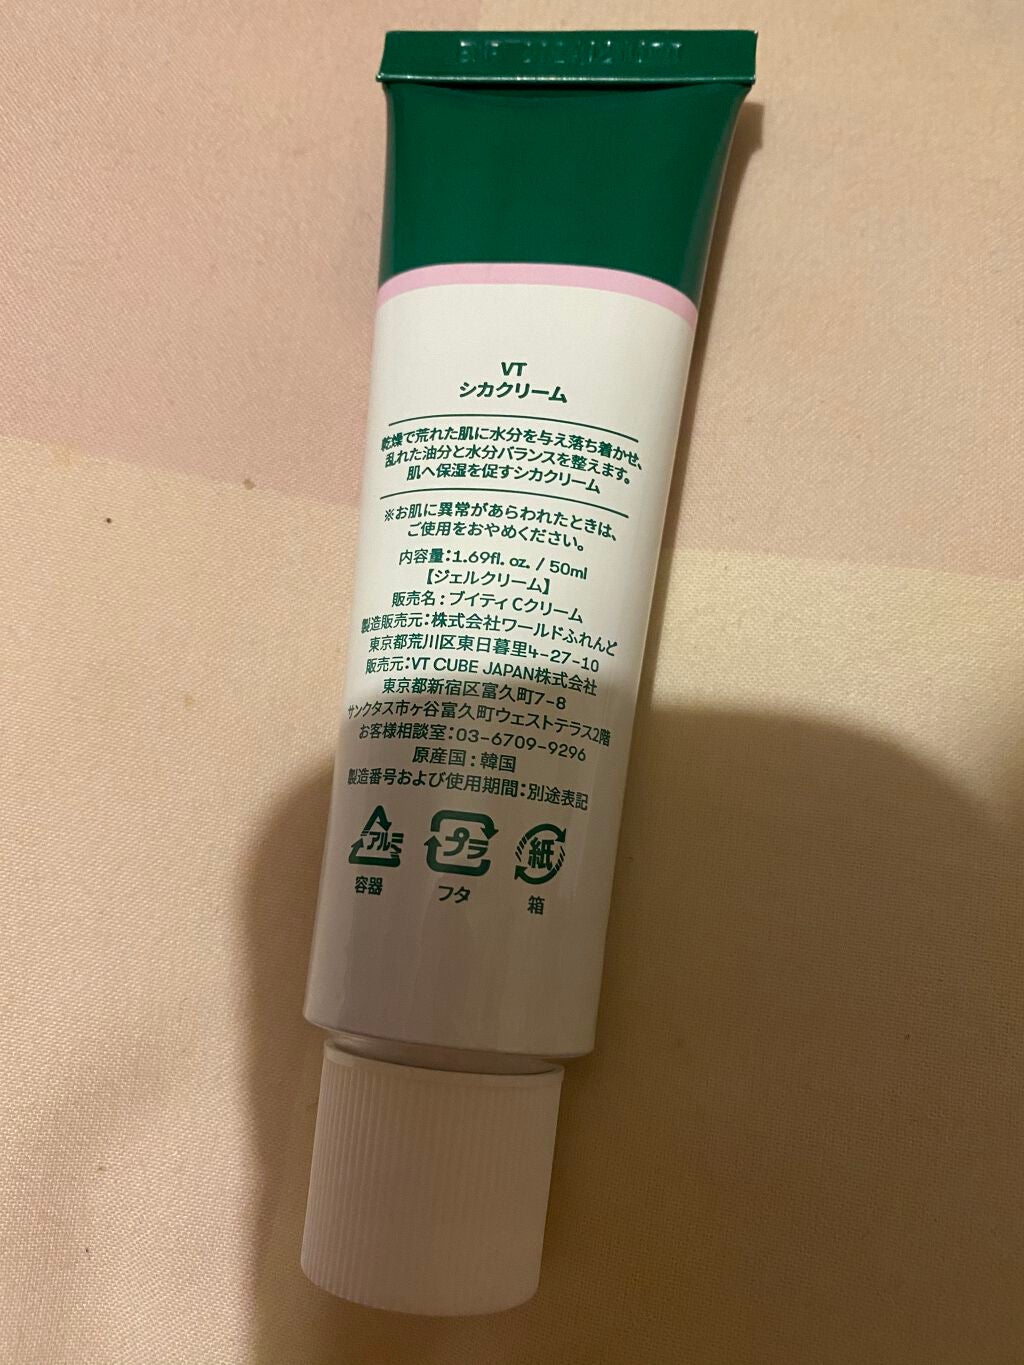 VT
シカクリーム
乾燥で荒れた肌に水分を与え落ち着かせ、
乱れた油分と水分バランスを整えます。
肌へ保湿を促すシカクリーム
※お肌に異常があらわれたときは、
ご使用をおやめください。
内容量:1.69fl. oz. / 50ml
【ジェルクリーム】
販売名:ブイティCクリーム
製造販売元:株式会社ワールドふれんど
東京都荒川区東日暮里4-27-10
販売元:VT CUBE JAPAN株式会社
東京都新宿区富久町7-8
サンクタス市ヶ谷富久町ウェストテラス2階
お客様相談室:03-6709-9296
原産国:韓国
製造番号および使用期間:別途表記
アルミ プラ 紙
容器 フタ 箱